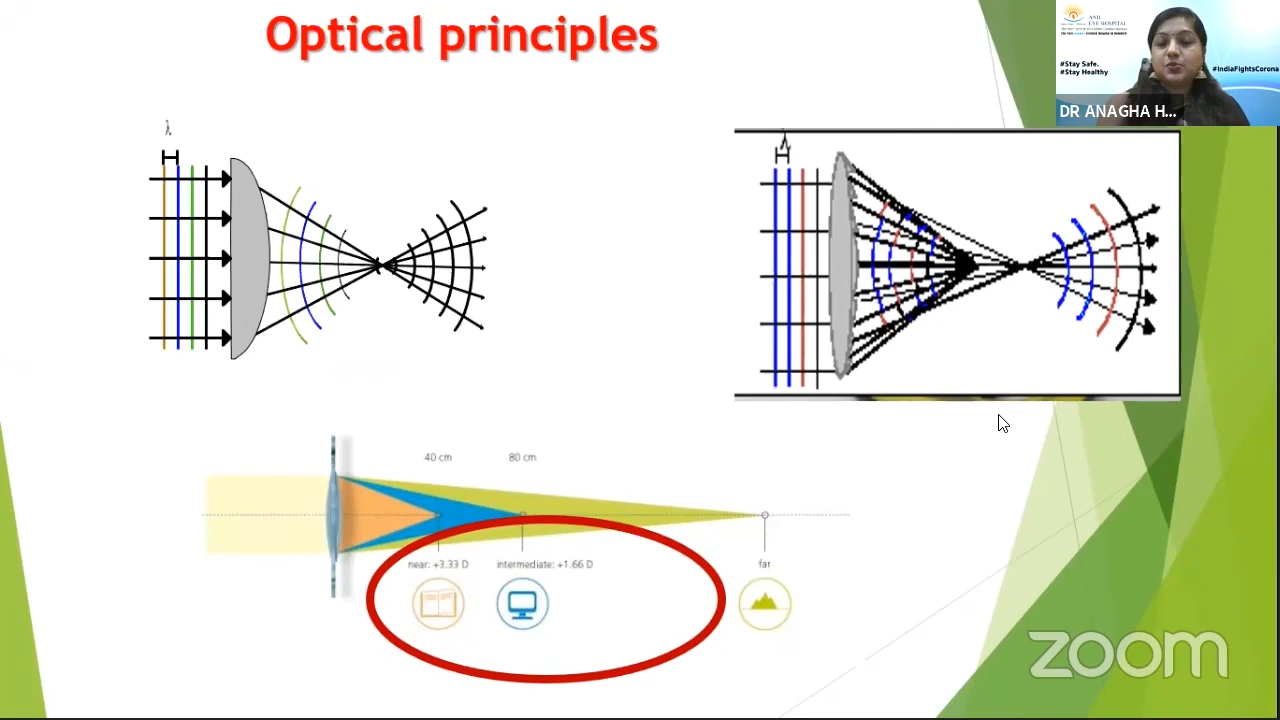 Optical principles
ANIL
EYE HOSPITAL
#Stay Safe.
#Stay Healthy
#IndiaFightsCorona
DR ANAGHA H...
λ
λ
40 cm
80 cm
near: +3.33 D
intermediate: +1.66 D
far
zoom